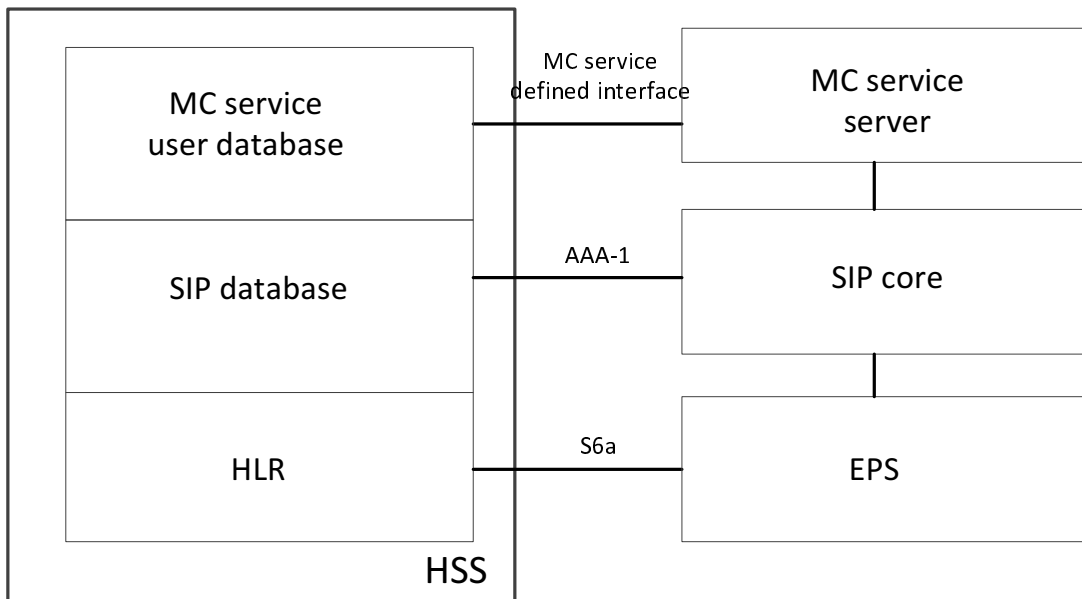 MC service
user database
MC service
defined interface
MC service
server
SIP database
AAA-1
SIP core
HLR
S6a
EPS
HSS